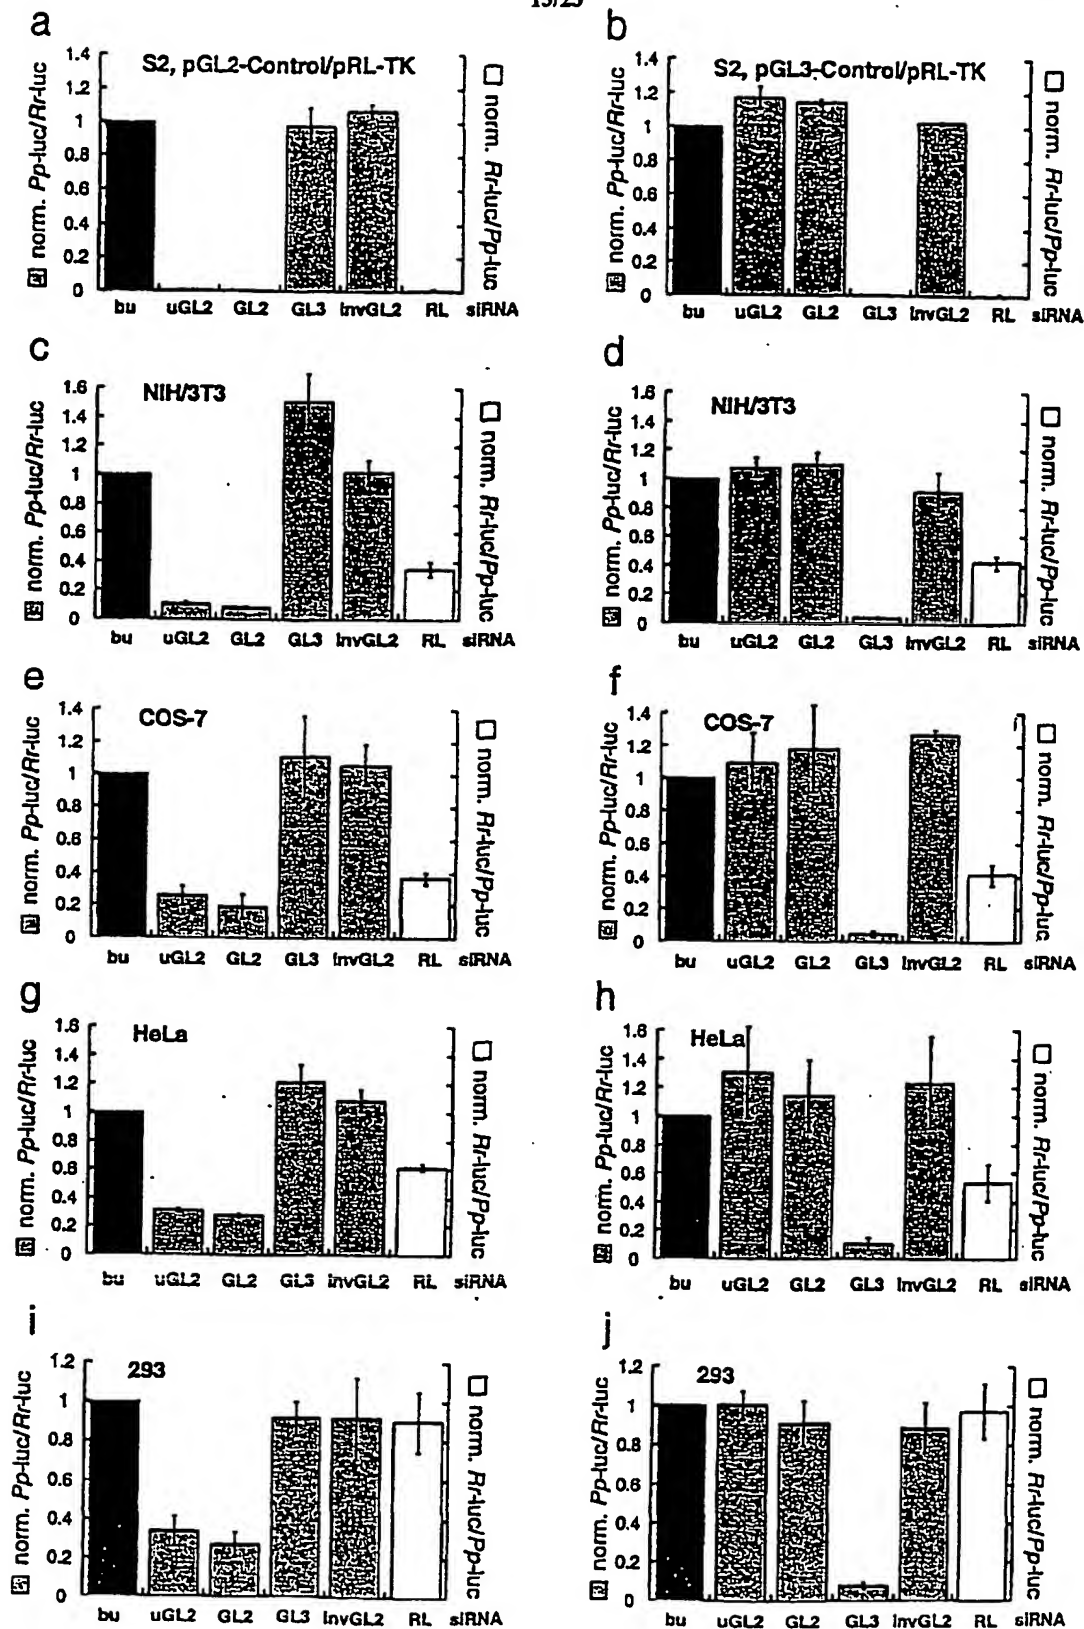 13/25
a
b
S2, pGL2-Control/pRL-TK
norm. Pp-luc/Rr-luc
1.4
1.2
1
0.8
0.6
0.4
0.2
0
norm. Rr-luc/Pp-luc
bu uGL2 GL2 GL3 invGL2 RL siRNA
S2, pGL3-Control/pRL-TK
norm. Pp-luc/Rr-luc
1.4
1.2
1
0.8
0.6
0.4
0.2
0
norm. Rr-luc/Pp-luc
bu uGL2 GL2 GL3 invGL2 RL siRNA
c
d
NIH/3T3
norm. Pp-luc/Rr-luc
1.6
1.4
1.2
1
0.8
0.6
0.4
0.2
0
norm. Rr-luc/Pp-luc
bu uGL2 GL2 GL3 invGL2 RL siRNA
NIH/3T3
norm. Pp-luc/Rr-luc
1.6
1.4
1.2
1
0.8
0.6
0.4
0.2
0
norm. Rr-luc/Pp-luc
bu uGL2 GL2 GL3 invGL2 RL siRNA
e
f
COS-7
norm. Pp-luc/Rr-luc
1.4
1.2
1
0.8
0.6
0.4
0.2
0
norm. Rr-luc/Pp-luc
bu uGL2 GL2 GL3 invGL2 RL siRNA
COS-7
norm. Pp-luc/Rr-luc
1.4
1.2
1
0.8
0.6
0.4
0.2
0
norm. Rr-luc/Pp-luc
bu uGL2 GL2 GL3 invGL2 RL siRNA
g
h
HeLa
norm. Pp-luc/Rr-luc
1.6
1.4
1.2
1
0.8
0.6
0.4
0.2
0
norm. Rr-luc/Pp-luc
bu uGL2 GL2 GL3 invGL2 RL siRNA
HeLa
norm. Pp-luc/Rr-luc
1.6
1.4
1.2
1
0.8
0.6
0.4
0.2
0
norm. Rr-luc/Pp-luc
bu uGL2 GL2 GL3 invGL2 RL siRNA
i
j
293
norm. Pp-luc/Rr-luc
1.2
1
0.8
0.6
0.4
0.2
0
norm. Rr-luc/Pp-luc
bu uGL2 GL2 GL3 invGL2 RL siRNA
293
norm. Pp-luc/Rr-luc
1.2
1
0.8
0.6
0.4
0.2
0
norm. Rr-luc/Pp-luc
bu uGL2 GL2 GL3 invGL2 RL siRNA